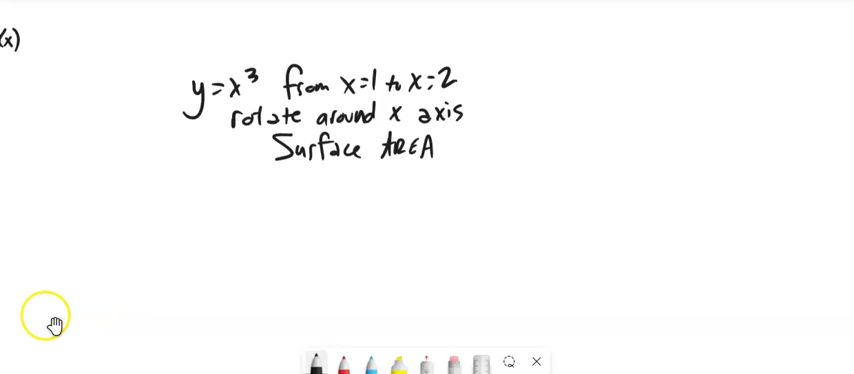 (x)
y=x³ from x=1 to x=2
rotate around x axis
Surface AREA